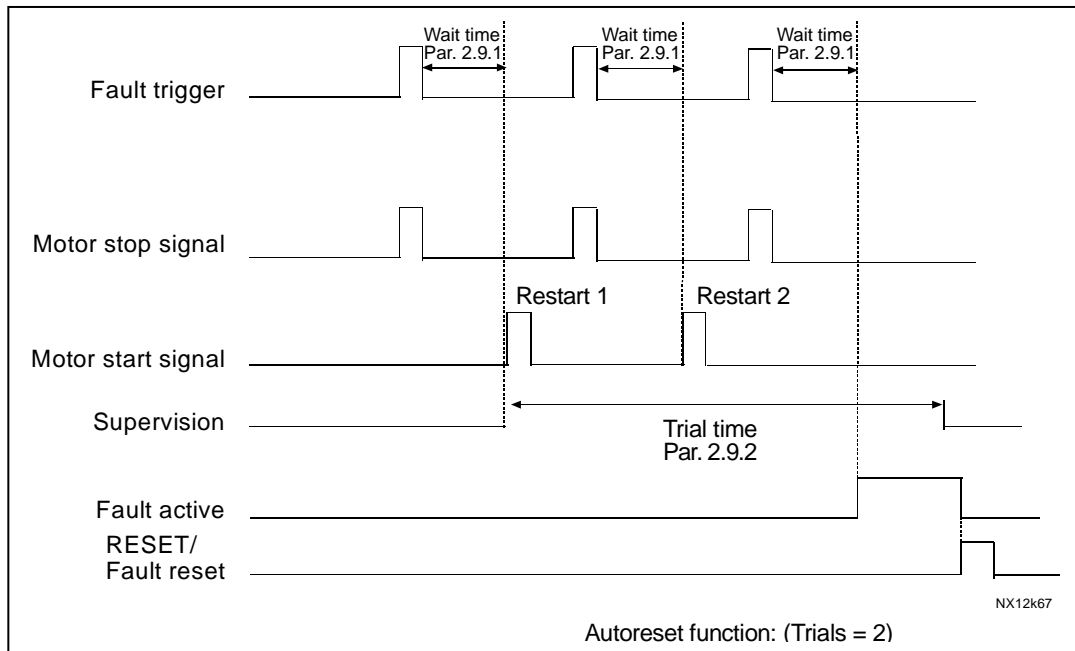 Wait time
Par. 2.9.1
Wait time
Par. 2.9.1
Wait time
Par. 2.9.1
Fault trigger
Motor stop signal
Restart 1
Restart 2
Motor start signal
Supervision
Trial time
Par. 2.9.2
Fault active
RESET/
Fault reset
NX12k67
Autoreset function: (Trials = 2)